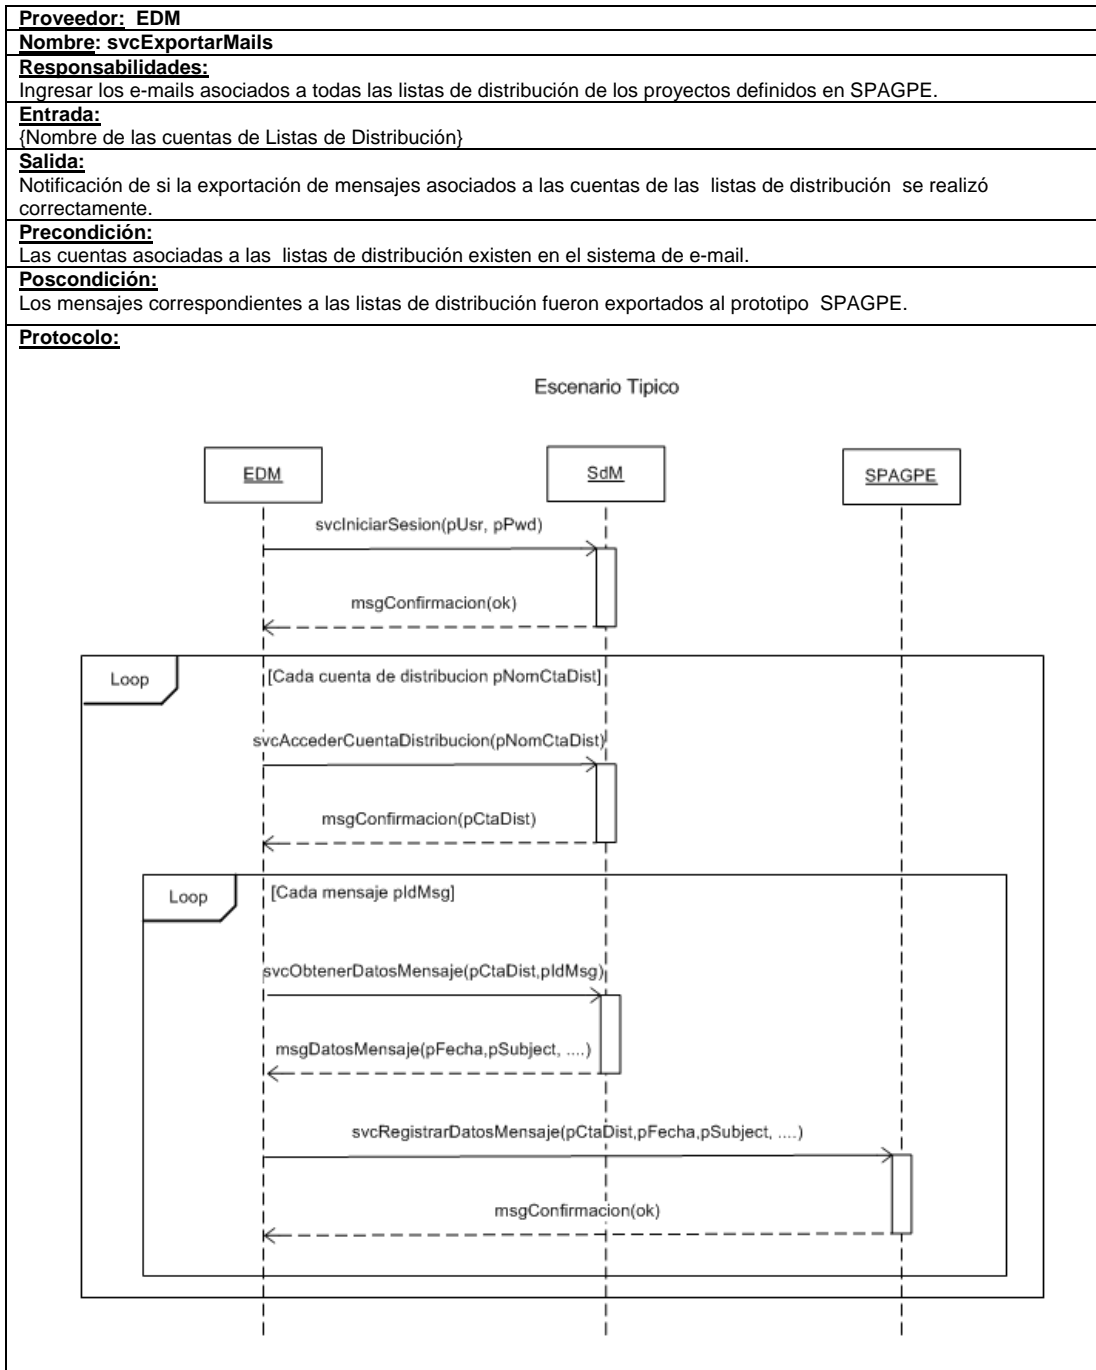 Proveedor: EDM
Nombre: svcExportarMails
Responsabilidades:
Ingresar los e-mails asociados a todas las listas de distribución de los proyectos definidos en SPAGPE.
Entrada:
{Nombre de las cuentas de Listas de Distribución}
Salida:
Notificación de si la exportación de mensajes asociados a las cuentas de las listas de distribución se realizó
correctamente.
Precondición:
Las cuentas asociadas a las listas de distribución existen en el sistema de e-mail.
Poscondición:
Los mensajes correspondientes a las listas de distribución fueron exportados al prototipo SPAGPE.
Protocolo:
Escenario Tipico
EDM
SdM
SPAGPE
svcIniciarSesion(pUsr, pPwd)
msgConfirmacion(ok)
Loop
[Cada cuenta de distribucion pNomCtaDist]
svcAccederCuentaDistribucion(pNomCtaDist)
msgConfirmacion(pCtaDist)
Loop
[Cada mensaje pIdMsg]
svcObtenerDatosMensaje(pCtaDist,pIdMsg)
msgDatosMensaje(pFecha,pSubject, ....)
svcRegistrarDatosMensaje(pCtaDist,pFecha,pSubject, ....)
msgConfirmacion(ok)